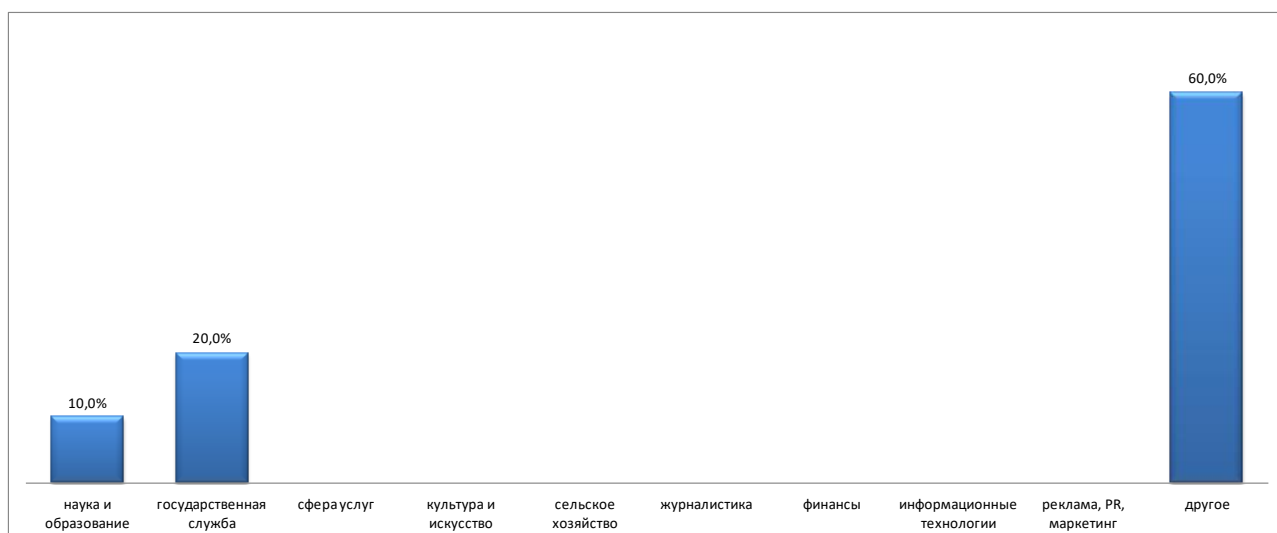 60,0%
20,0%
10,0%
наука и
образование
государственная
служба
сфера услуг
культура и
искусство
сельское
хозяйство
журналистика
финансы
информационные
технологии
реклама, PR,
маркетинг
другое